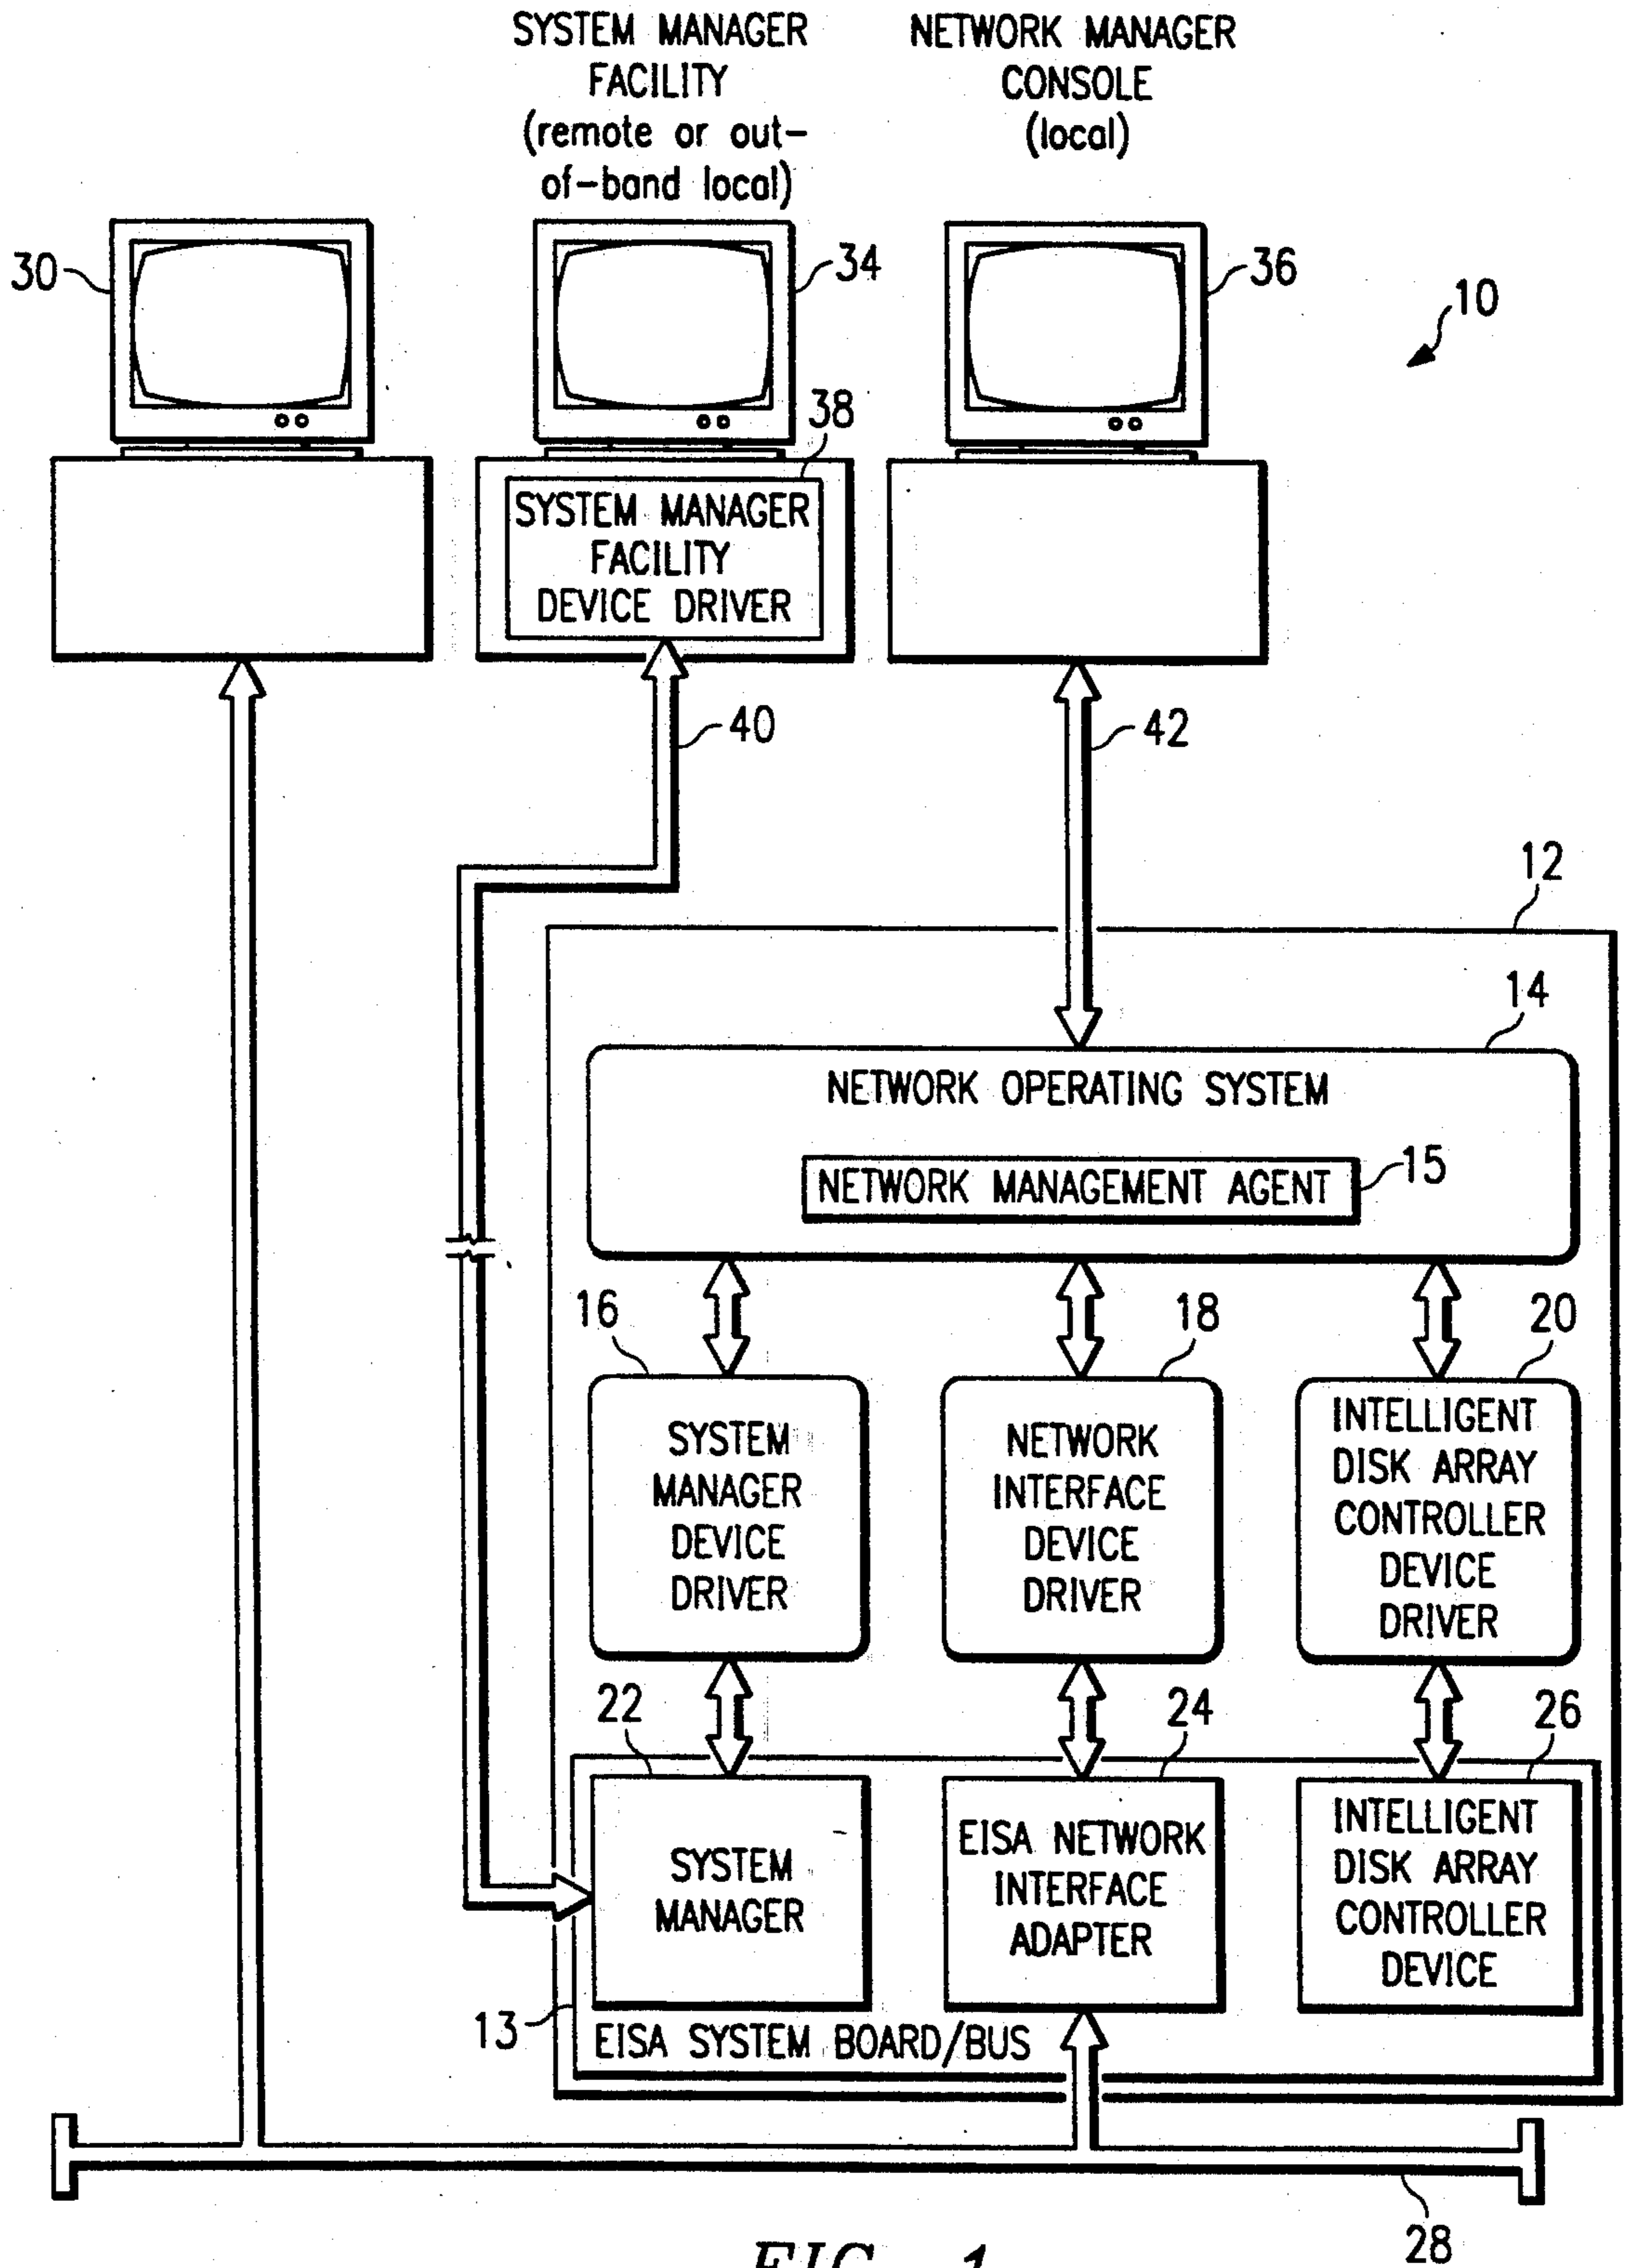 SYSTEM MANAGER
FACILITY
(remote or out-
of-band local)
NETWORK MANAGER
CONSOLE
(local)
30
34
36
10
38
SYSTEM MANAGER
FACILITY
DEVICE DRIVER
40
42
12
14
NETWORK OPERATING SYSTEM
NETWORK MANAGEMENT AGENT
15
16
18
20
SYSTEM
MANAGER
DEVICE
DRIVER
NETWORK
INTERFACE
DEVICE
DRIVER
INTELLIGENT
DISK ARRAY
CONTROLLER
DEVICE
DRIVER
22
24
26
SYSTEM
MANAGER
EISA NETWORK
INTERFACE
ADAPTER
INTELLIGENT
DISK ARRAY
CONTROLLER
DEVICE
13
EISA SYSTEM BOARD/BUS
28
FIG. 1